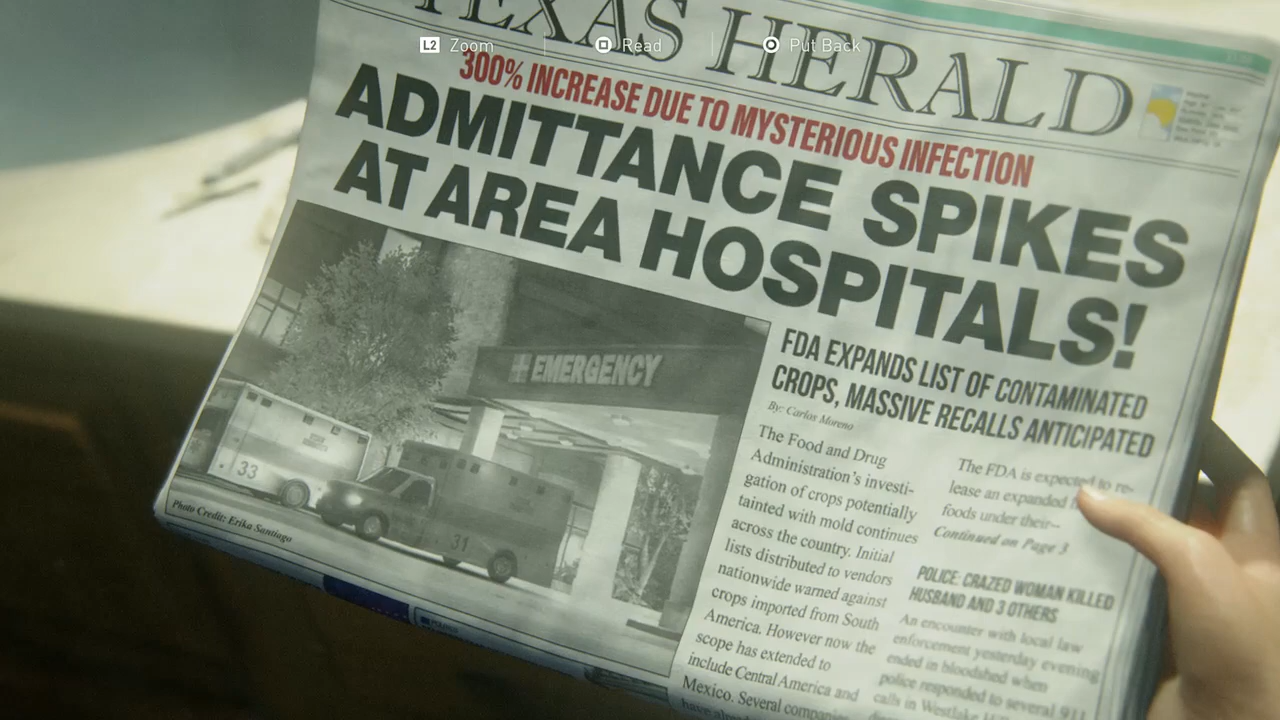 L2 Zoom
Read
Put Back
TEXAS HERALD
300% INCREASE DUE TO MYSTERIOUS INFECTION
ADMITTANCE SPIKES
AT AREA HOSPITALS!
EMERGENCY
33
31
Photo Credit: Erika Santiago
FDA EXPANDS LIST OF CONTAMINATED
CROPS, MASSIVE RECALLS ANTICIPATED
By: Carlos Moreno
The Food and Drug
Administration's investi-
gation of crops potentially
tainted with mold continues
across the country. Initial
lists distributed to vendors
nationwide warned against
crops imported from South
America. However now the
scope has extended to
include Central America and
Mexico. Several companies
have
The FDA is expected to re-
lease an expanded
foods under their--
Continued on Page 3
POLICE: CRAZED WOMAN KILLED
HUSBAND AND 3 OTHERS
An encounter with local law
enforcement yesterday evening
ended in bloodshed when
police responded to several 911
calls in Westlake